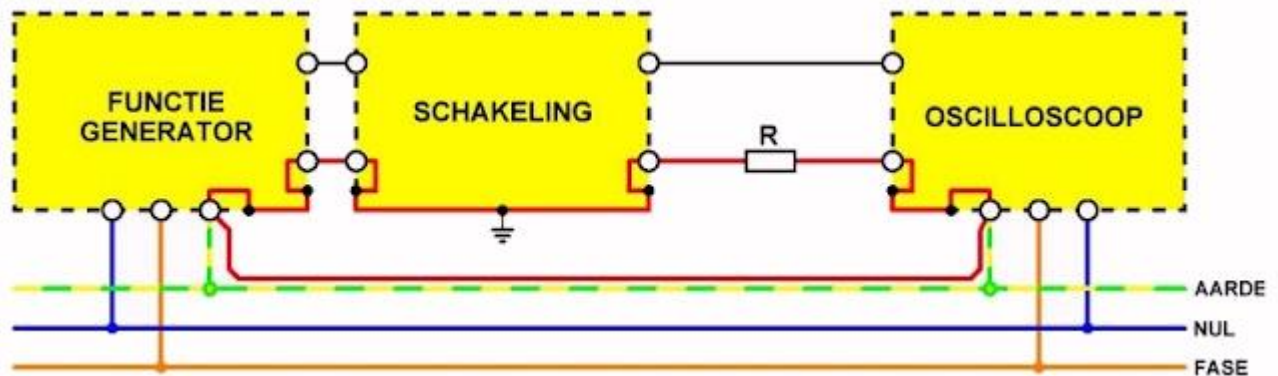 FUNCTIE
GENERATOR
SCHAKELING
OSCILLOSCOOP
R
AARDE
NUL
FASE